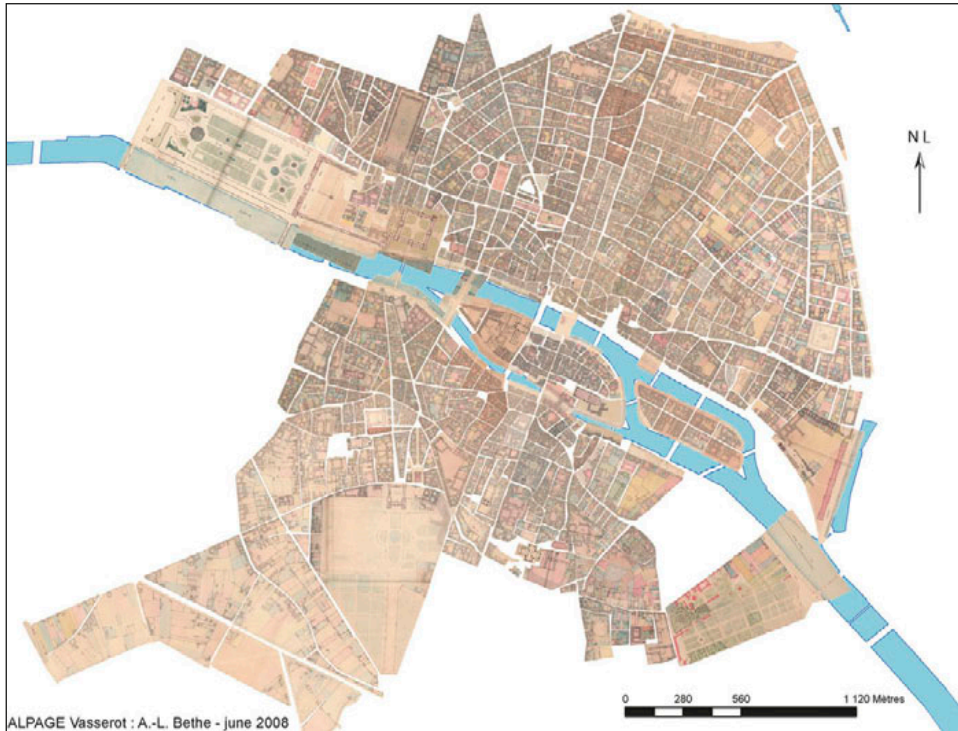 N L
0 280 560 1 120 Mètres
ALPAGE Vasserot : A.-L. Bethe - june 2008